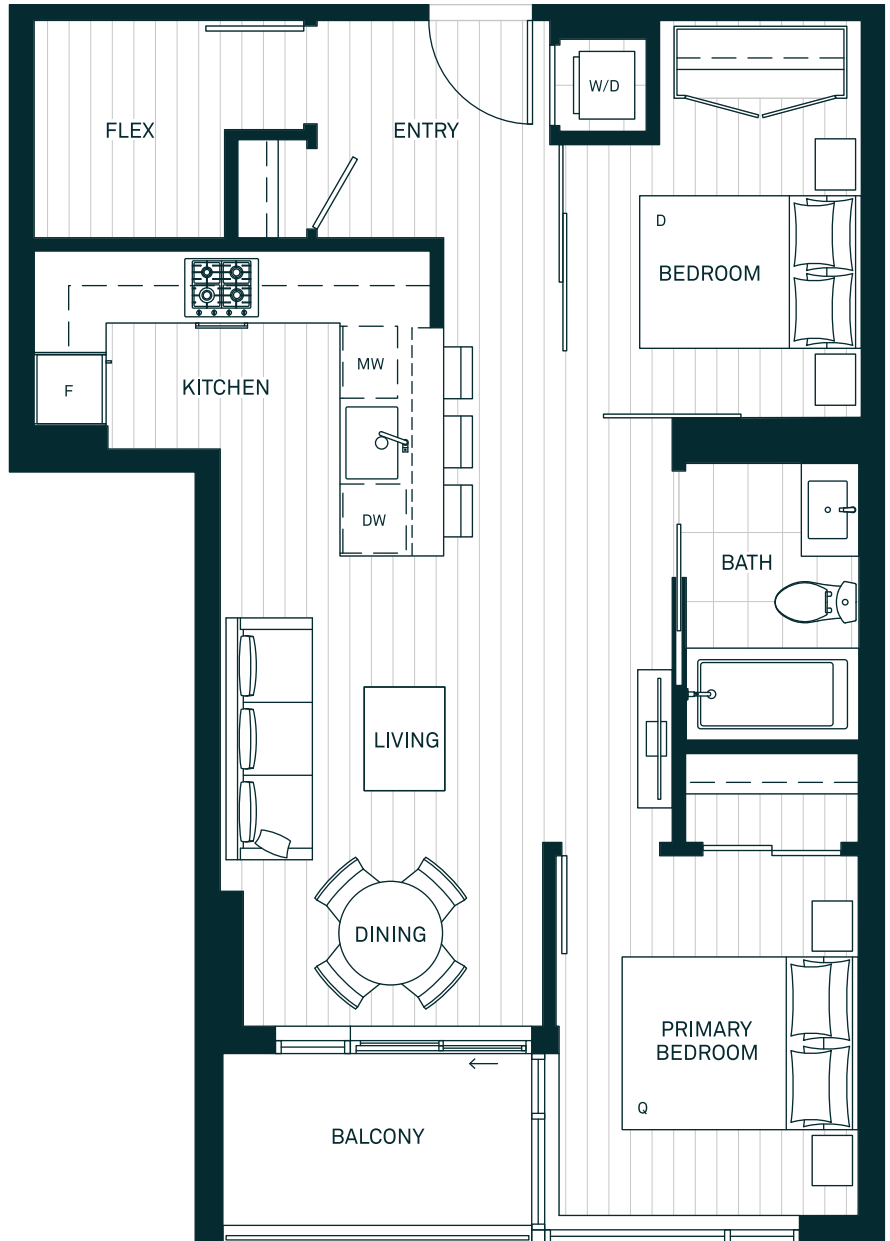 W/D
FLEX
ENTRY
D
BEDROOM
MW
F
KITCHEN
DW
BATH
LIVING
DINING
PRIMARY
BEDROOM
Q
BALCONY